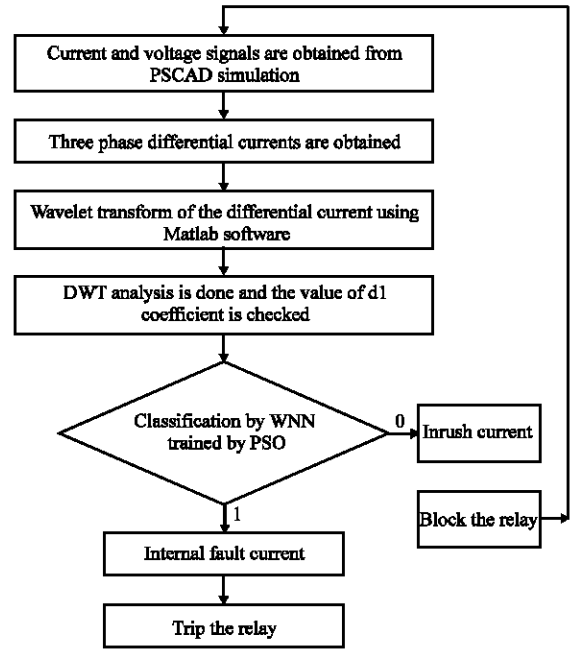 Current and voltage signals are obtained from
PSCAD simulation
Three phase differential currents are obtained
Wavelet transform of the differential current using
Matlab software
DWT analysis is done and the value of d1
coefficient is checked
Classification by WNN
trained by PSO
0
Inrush current
Block the relay
1
Internal fault current
Trip the relay